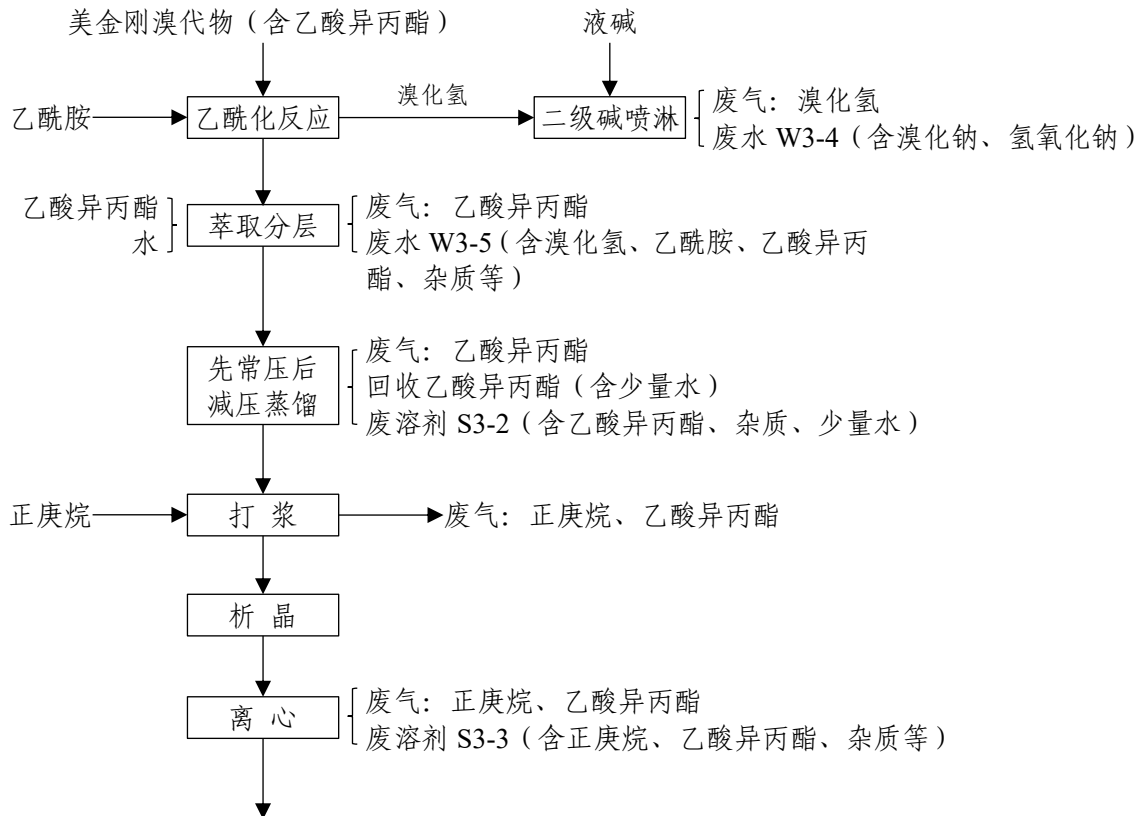 美金刚溴代物（含乙酸异丙酯）
液碱
乙酰胺
乙酰化反应
溴化氢
二级碱喷淋
废气：溴化氢
废水 W3-4（含溴化钠、氢氧化钠）
乙酸异丙酯
水
萃取分层
废气：乙酸异丙酯
废水 W3-5（含溴化氢、乙酰胺、乙酸异丙
酯、杂质等）
先常压后
减压蒸馏
废气：乙酸异丙酯
回收乙酸异丙酯（含少量水）
废溶剂 S3-2（含乙酸异丙酯、杂质、少量水）
正庚烷
打 浆
废气：正庚烷、乙酸异丙酯
析 晶
离 心
废气：正庚烷、乙酸异丙酯
废溶剂 S3-3（含正庚烷、乙酸异丙酯、杂质等）